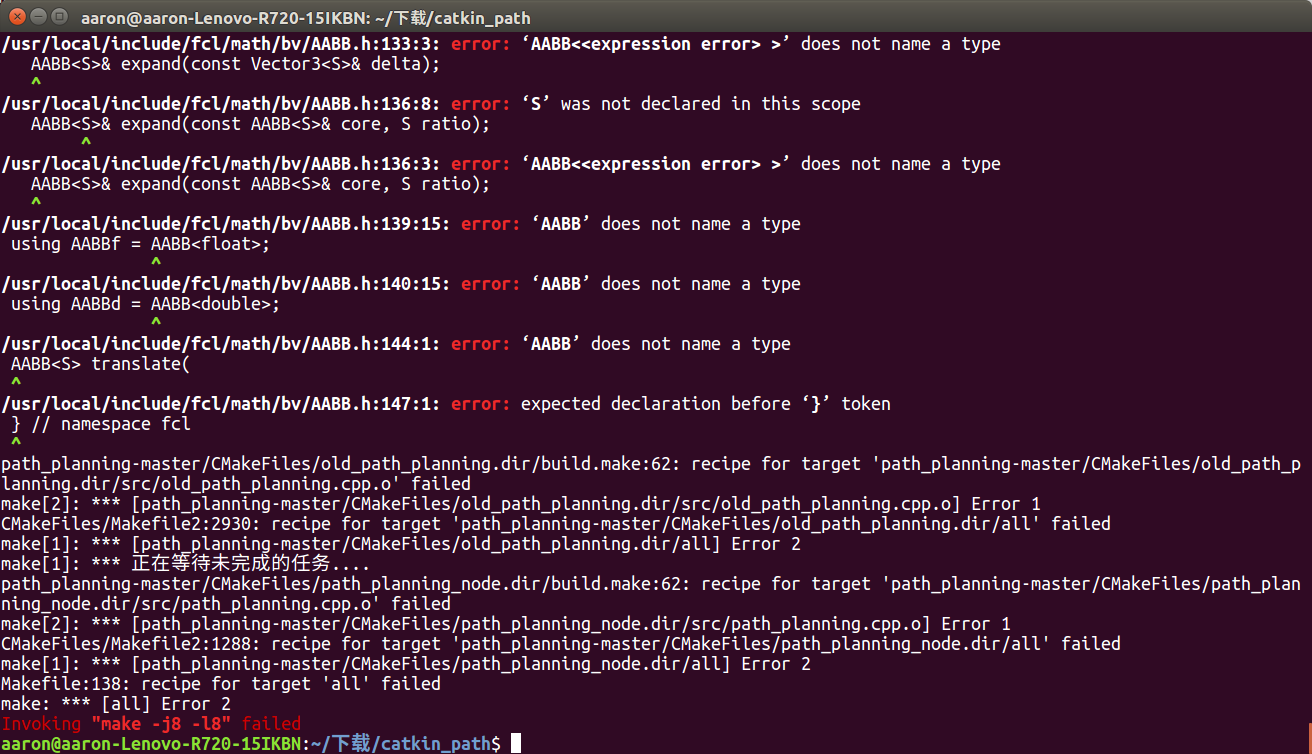 aaron@aaron-Lenovo-R720-15IKBN: ~/下载/catkin_path
/usr/local/include/fcl/math/bv/AABB.h:133:3: error: ‘AABB<<expression error> >’ does not name a type
   AABB<S>& expand(const Vector3<S>& delta);
   ^
/usr/local/include/fcl/math/bv/AABB.h:136:8: error: ‘S’ was not declared in this scope
   AABB<S>& expand(const AABB<S>& core, S ratio);
        ^
/usr/local/include/fcl/math/bv/AABB.h:136:3: error: ‘AABB<<expression error> >’ does not name a type
   AABB<S>& expand(const AABB<S>& core, S ratio);
   ^
/usr/local/include/fcl/math/bv/AABB.h:139:15: error: ‘AABB’ does not name a type
 using AABBf = AABB<float>;
               ^
/usr/local/include/fcl/math/bv/AABB.h:140:15: error: ‘AABB’ does not name a type
 using AABBd = AABB<double>;
               ^
/usr/local/include/fcl/math/bv/AABB.h:144:1: error: ‘AABB’ does not name a type
 AABB<S> translate(
 ^
/usr/local/include/fcl/math/bv/AABB.h:147:1: error: expected declaration before ‘}’ token
 } // namespace fcl
 ^
path_planning-master/CMakeFiles/old_path_planning.dir/build.make:62: recipe for target 'path_planning-master/CMakeFiles/old_path_p
lanning.dir/src/old_path_planning.cpp.o' failed
make[2]: *** [path_planning-master/CMakeFiles/old_path_planning.dir/src/old_path_planning.cpp.o] Error 1
CMakeFiles/Makefile2:2930: recipe for target 'path_planning-master/CMakeFiles/old_path_planning.dir/all' failed
make[1]: *** [path_planning-master/CMakeFiles/old_path_planning.dir/all] Error 2
make[1]: *** 正在等待未完成的任务....
path_planning-master/CMakeFiles/path_planning_node.dir/build.make:62: recipe for target 'path_planning-master/CMakeFiles/path_plan
ning_node.dir/src/path_planning.cpp.o' failed
make[2]: *** [path_planning-master/CMakeFiles/path_planning_node.dir/src/path_planning.cpp.o] Error 1
CMakeFiles/Makefile2:1288: recipe for target 'path_planning-master/CMakeFiles/path_planning_node.dir/all' failed
make[1]: *** [path_planning-master/CMakeFiles/path_planning_node.dir/all] Error 2
Makefile:138: recipe for target 'all' failed
make: *** [all] Error 2
Invoking "make -j8 -l8" failed
aaron@aaron-Lenovo-R720-15IKBN:~/下载/catkin_path$